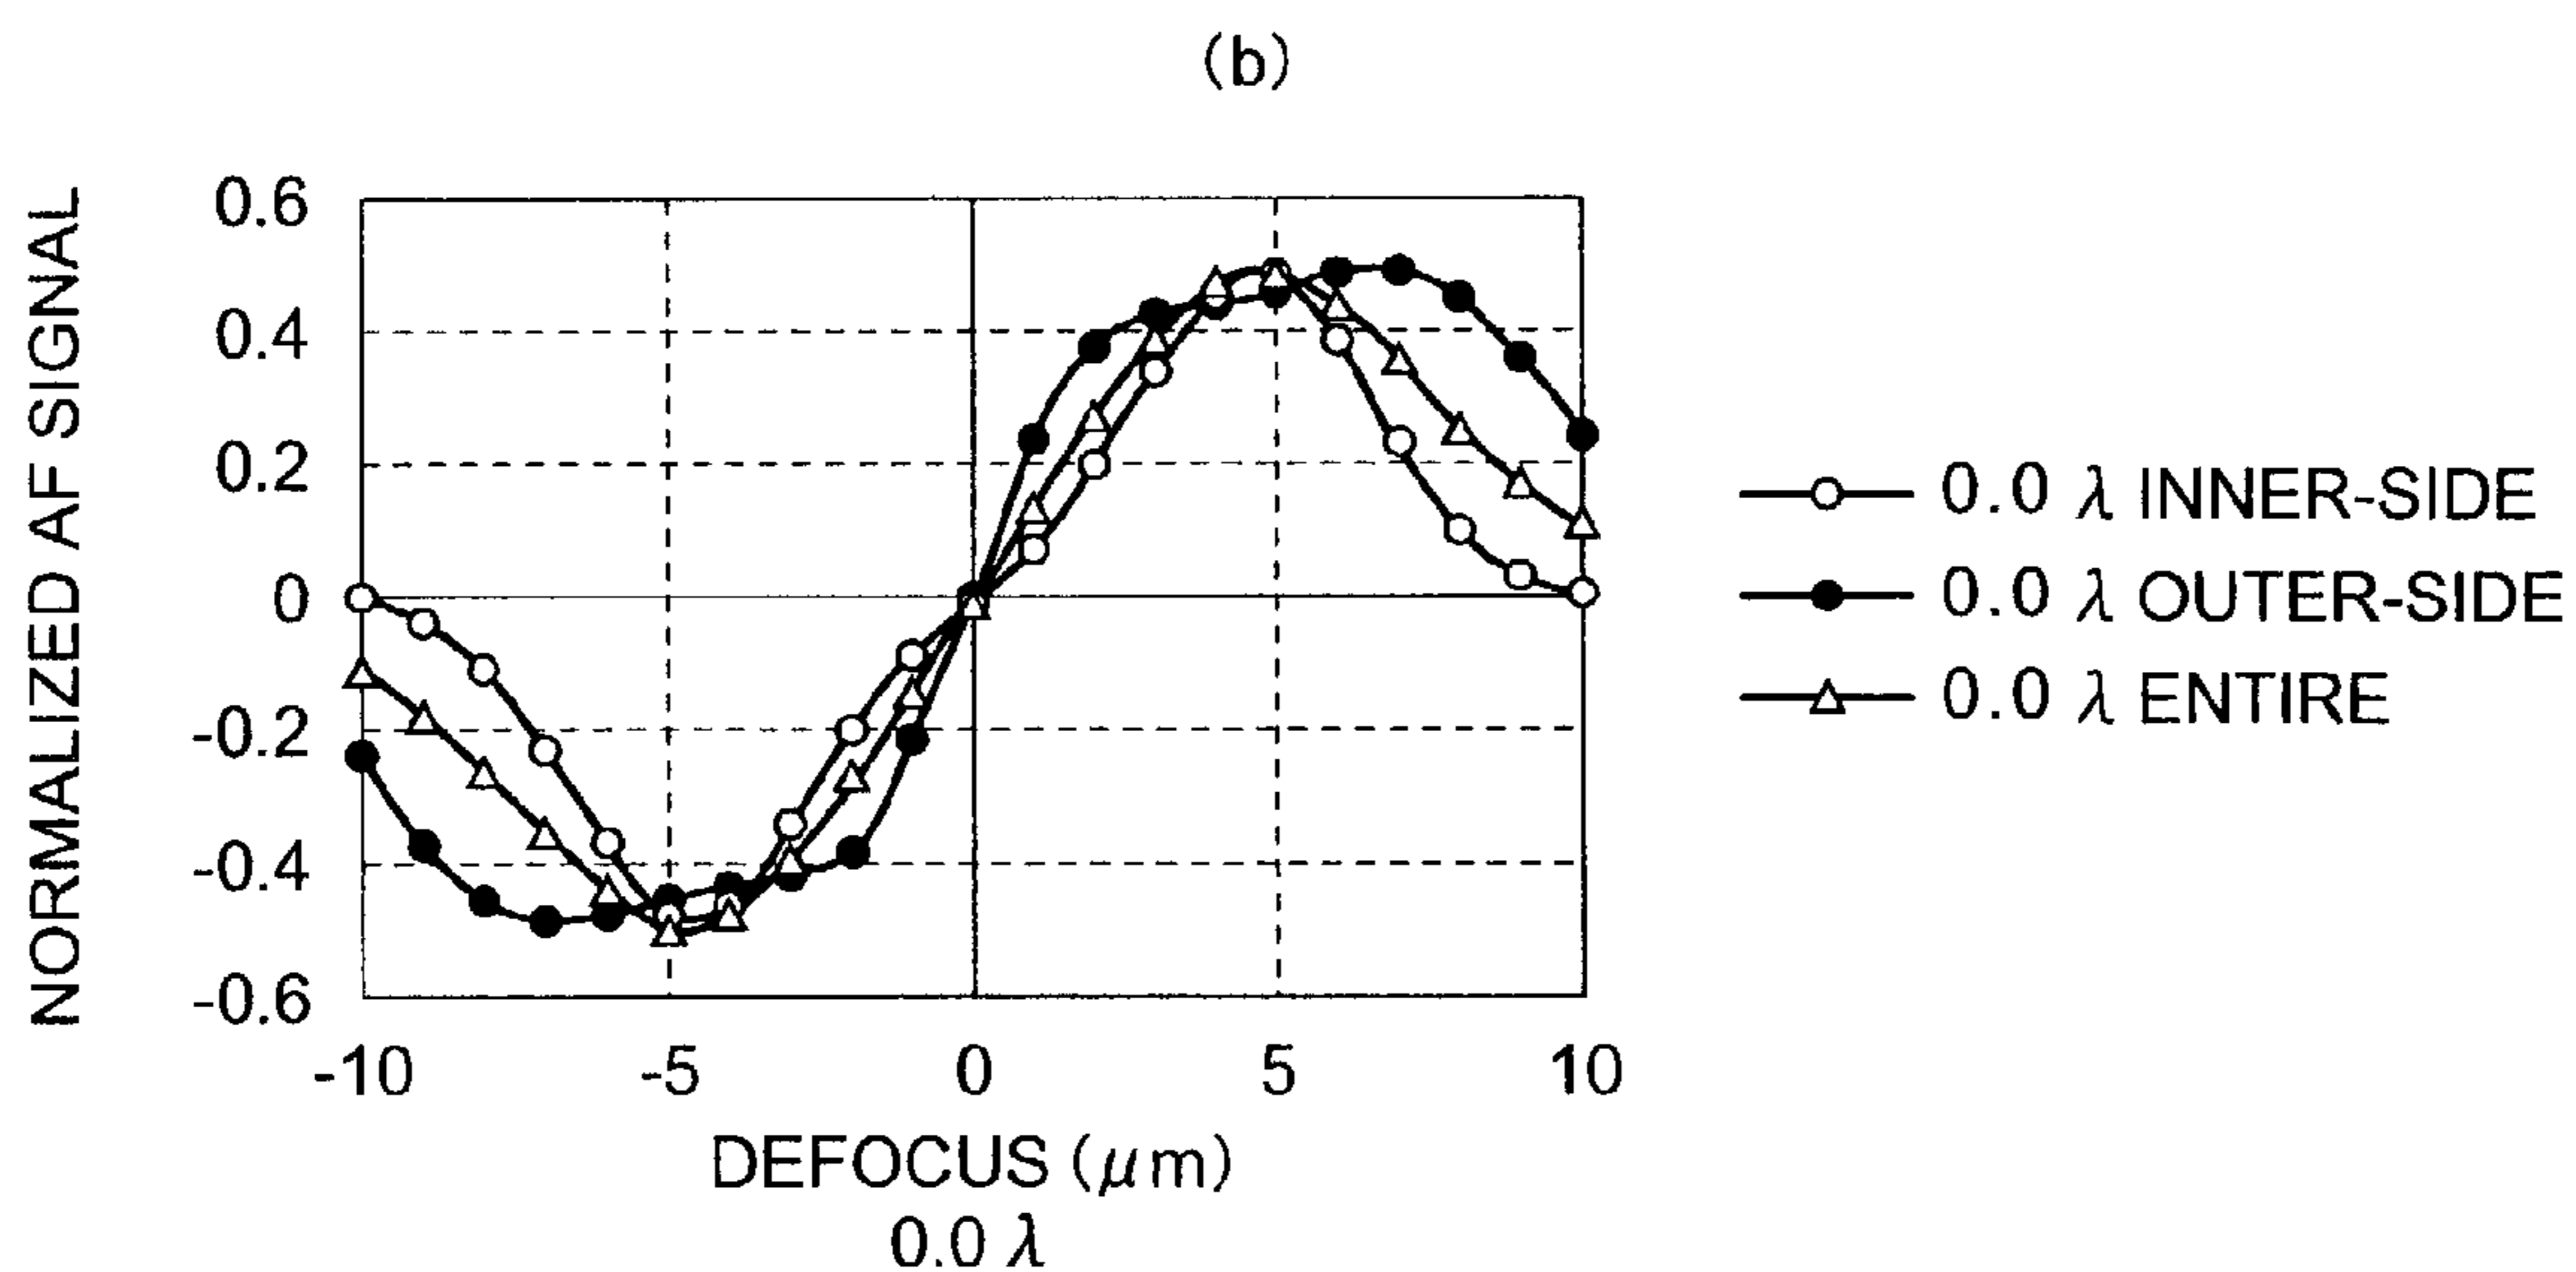 (b)
NORMALIZED AF SIGNAL
0.6
0.4
0.2
0
-0.2
-0.4
-0.6
-10 -5 0 5 10
DEFOCUS (μm)
0.0 λ
0.0 λ INNER-SIDE
0.0 λ OUTER-SIDE
0.0 λ ENTIRE